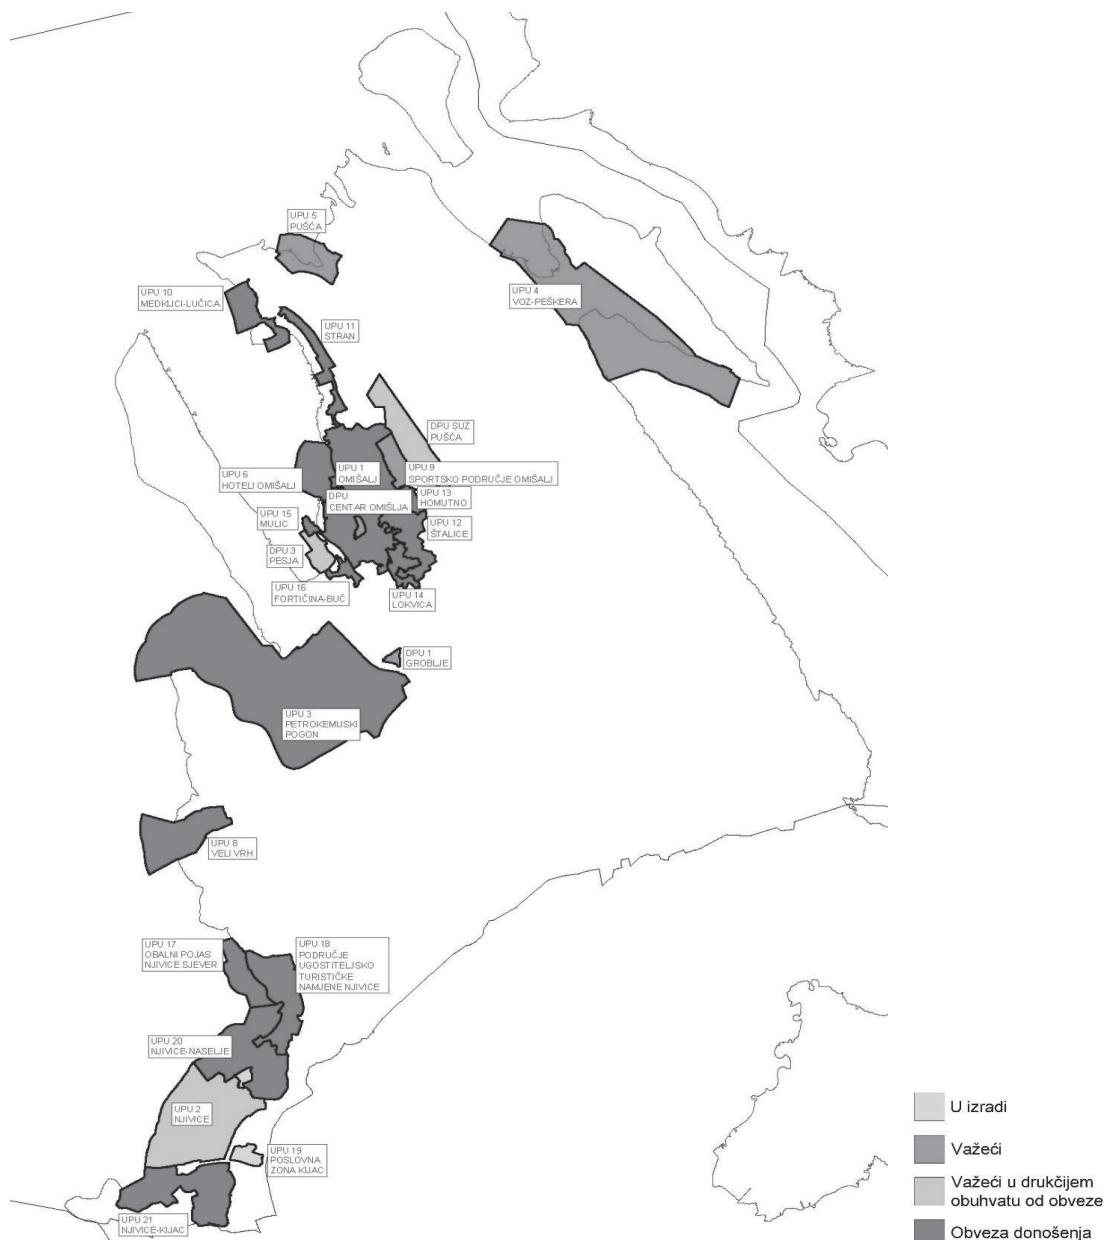 UPU 5
PUŠĆA
UPU 10
MEDKIJCI-LUČICA
UPU 4
VOZ-PEŠKERA
UPU 11
STRAN
DPU SUZ
PUŠĆA
UPU 6
HOTELI OMIŠALJ
UPU 1
OMIŠALJ
UPU 9
SPORTSKO PODRUČJE OMIŠALJ
DPU
CENTAR OMIŠLJA
UPU 13
HOMUTNO
UPU 15
MULIC
UPU 12
ŠTALICE
DPU 3
PESJA
UPU 16
FORTIČINA-BUČ
UPU 14
LOKVICA
DPU 1
GROBLJE
UPU 3
PETROKEMIJSKI
POGON
UPU 8
VELI VRH
UPU 17
OBALNI POJAS
NJIVICE SJEVER
UPU 18
PODRUČJE
UGOSTITELJSKO
TURISTIČKE
NAMJENE NJIVICE
UPU 20
NJIVICE-NASELJE
UPU 2
NJIVICE
UPU 19
POSLOVNA
ZONA KIJAC
UPU 21
NJIVICE-KIJAC
U izradi
Važeći
Važeći u drukčijem
obuhvatu od obveze
Obveza donošenja